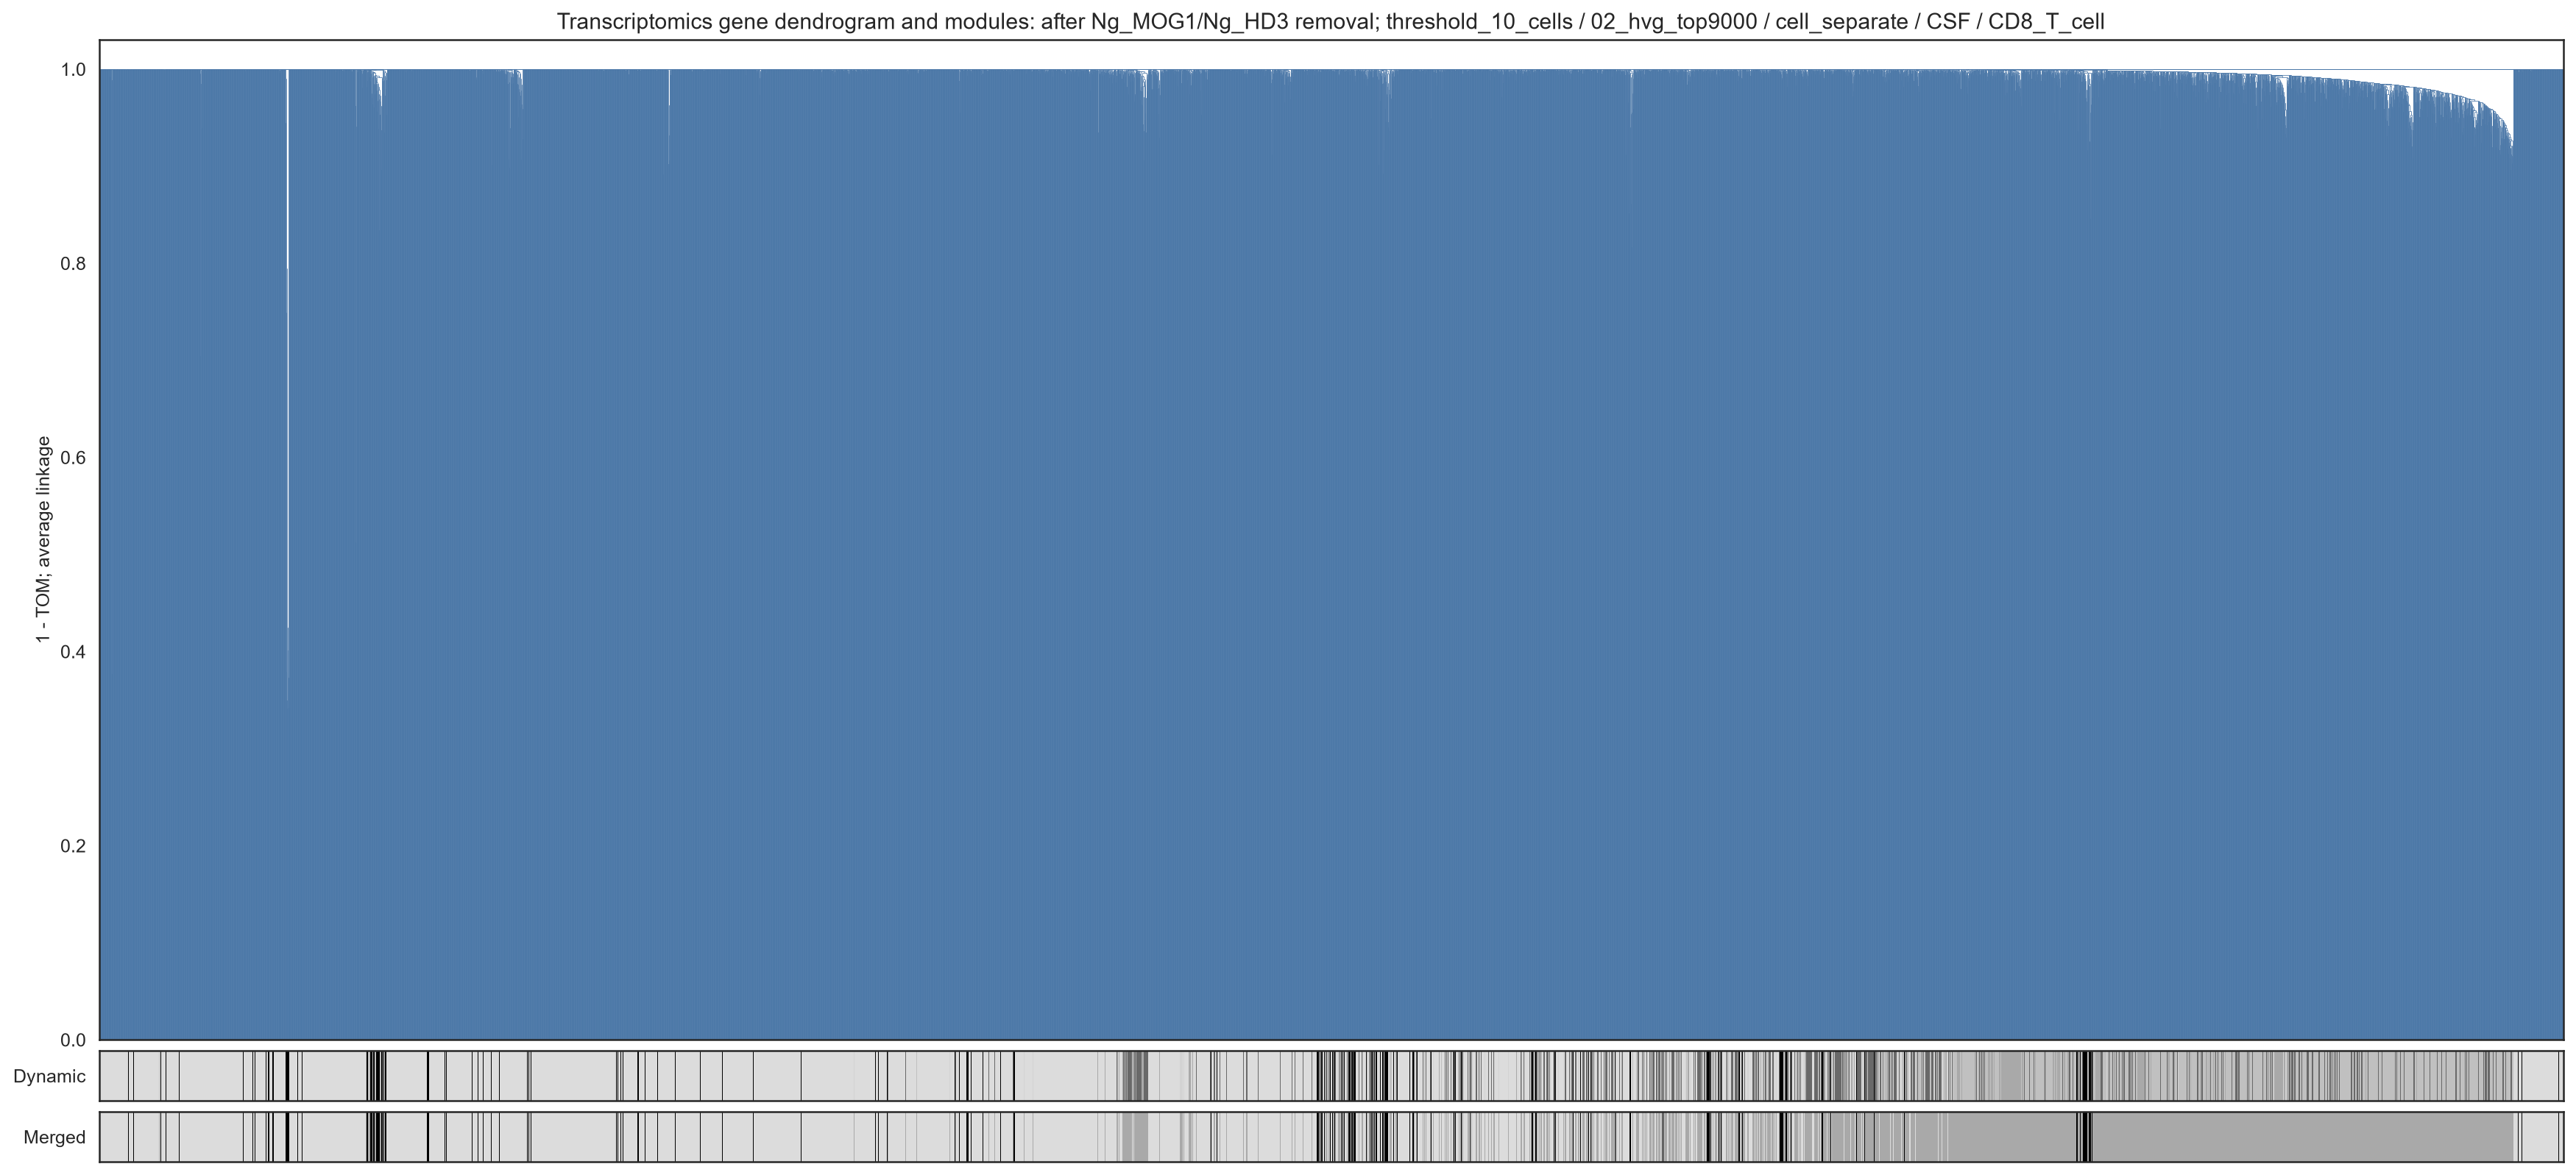 Transcriptomics gene dendrogram and modules: after Ng_MOG1/Ng_HD3 removal; threshold_10_cells / 02_hvg_top9000 / cell_separate / CSF / CD8_T_cell
1.0
0.8
0.6
0.4
0.2
0.0
1 - TOM; average linkage
Dynamic
Merged